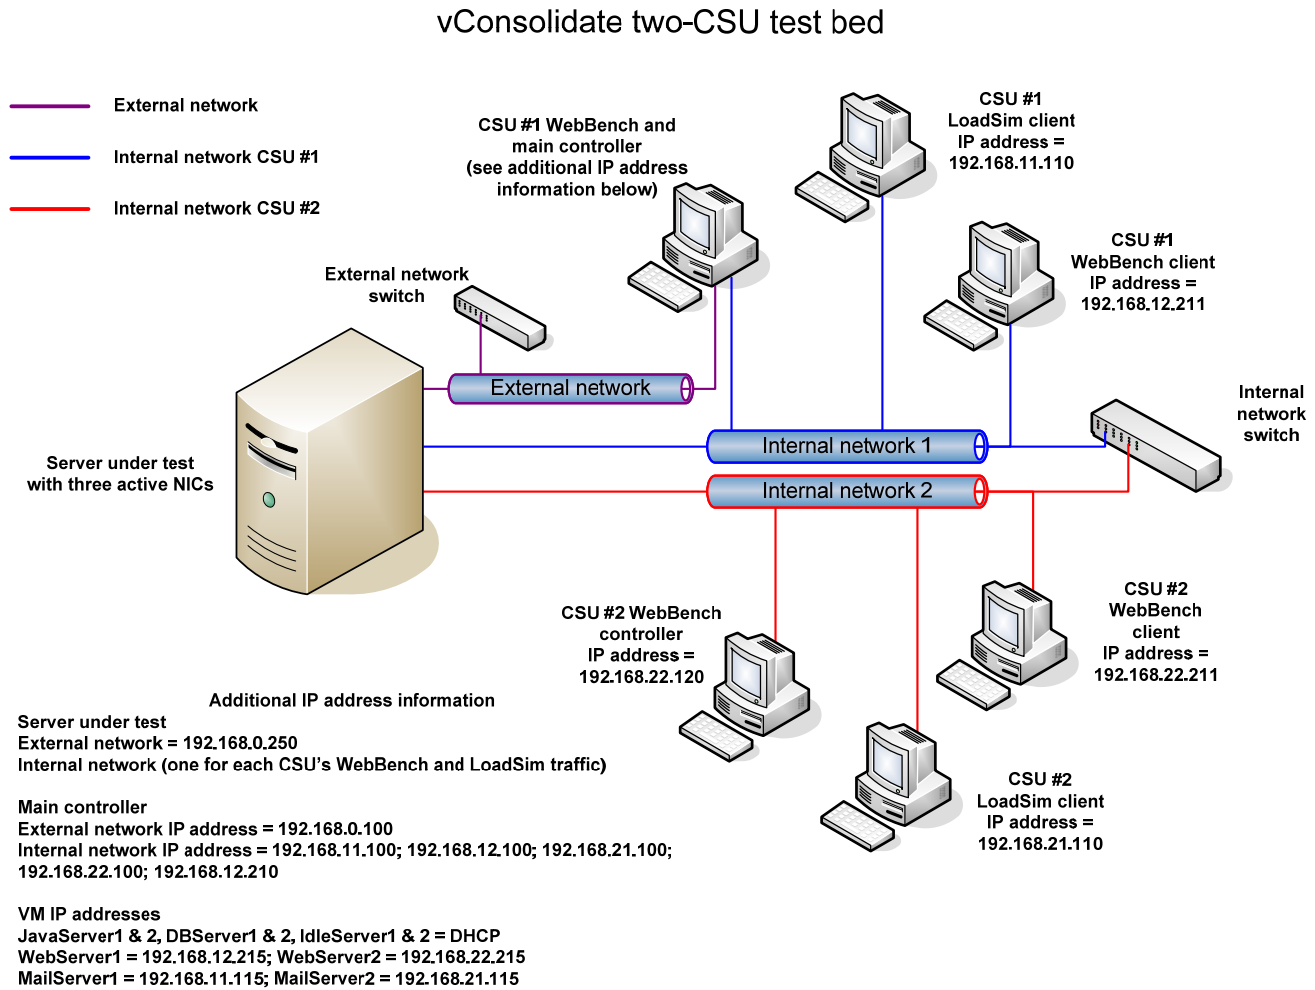 vConsolidate two-CSU test bed
External network
Internal network CSU #1
Internal network CSU #2
CSU #1 WebBench and
main controller
(see additional IP address
information below)
CSU #1
LoadSim client
IP address =
192.168.11.110
CSU #1
WebBench client
IP address =
192.168.12.211
External network
switch
External network
Internal network 1
Internal network 2
Internal
network
switch
Server under test
with three active NICs
CSU #2 WebBench
controller
IP address =
192.168.22.120
CSU #2
WebBench
client
IP address =
192.168.22.211
CSU #2
LoadSim client
IP address =
192.168.21.110
Additional IP address information
Server under test
External network = 192.168.0.250
Internal network (one for each CSU's WebBench and LoadSim traffic)
Main controller
External network IP address = 192.168.0.100
Internal network IP address = 192.168.11.100; 192.168.12.100; 192.168.21.100;
192.168.22.100; 192.168.12.210
VM IP addresses
JavaServer1 & 2, DBServer1 & 2, IdleServer1 & 2 = DHCP
WebServer1 = 192.168.12.215; WebServer2 = 192.168.22.215
MailServer1 = 192.168.11.115; MailServer2 = 192.168.21.115